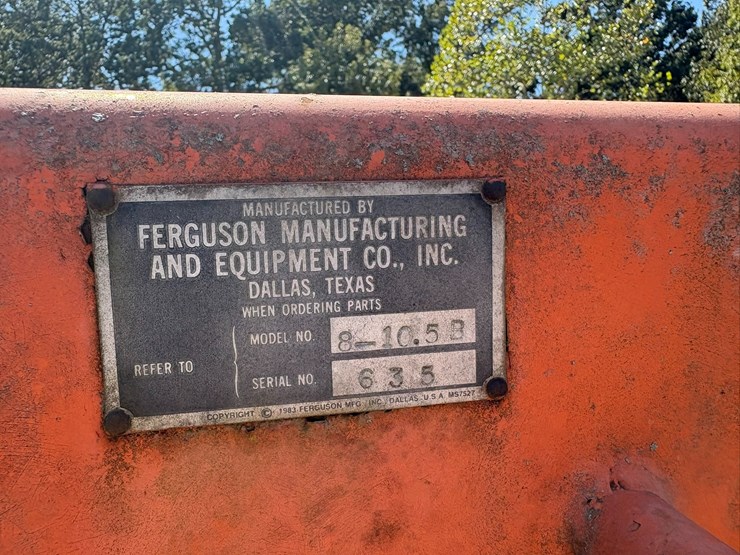 MANUFACTURED BY
FERGUSON MANUFACTURING
AND EQUIPMENT CO., INC.
DALLAS, TEXAS
WHEN ORDERING PARTS
REFER TO
MODEL NO. 8-10.5B
SERIAL NO. 635
COPYRIGHT © 1983 FERGUSON MFG. INC. DALLAS U S A MS7527